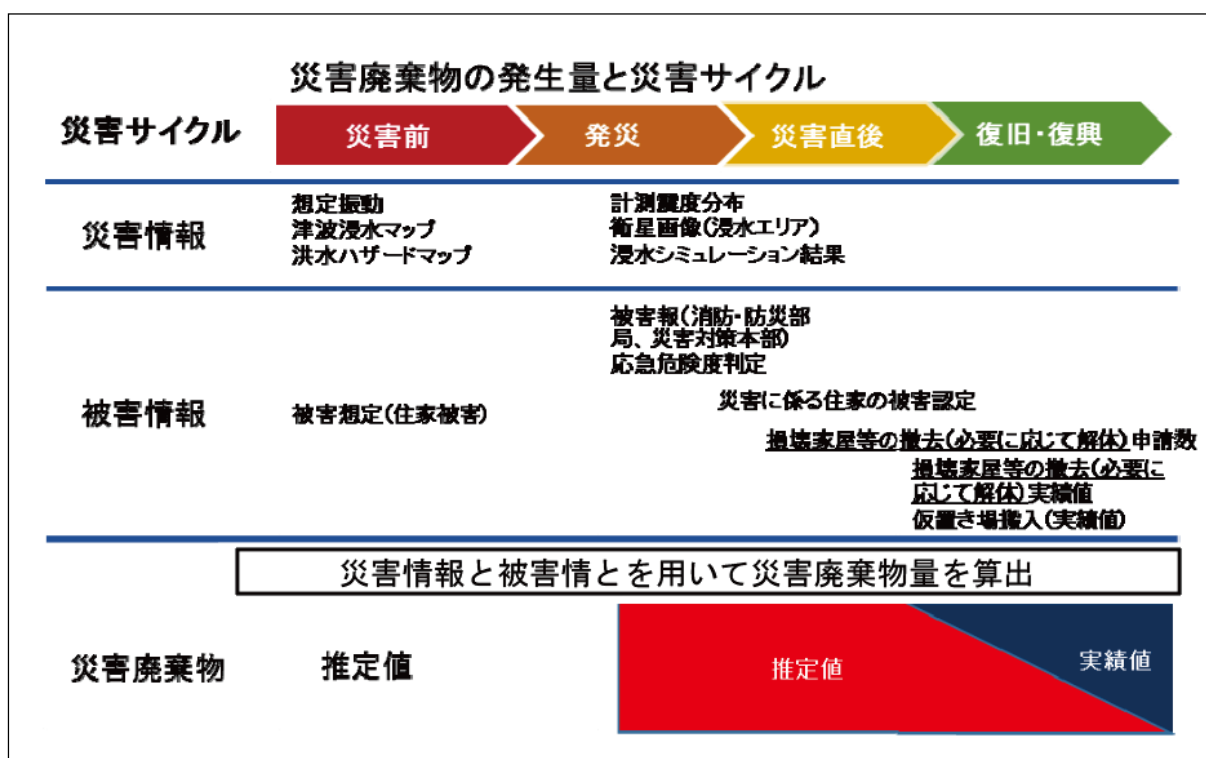 災害廃棄物の発生量と災害サイクル
災害サイクル
災害前
発災
災害直後
復旧・復興
災害情報
想定振動
津波浸水マップ
洪水ハザードマップ
計測震度分布
衛星画像(浸水エリア)
浸水シミュレーション結果
被害情報
被害想定(住家被害)
被害報(消防・防災部
局、災害対策本部)
応急危険度判定
災害に係る住家の被害認定
損壊家屋等の撤去(必要に応じて解体)申請数
損壊家屋等の撤去(必要に
応じて解体)実績値
仮置き場搬入(実績値)
災害情報と被害情とを用いて災害廃棄物量を算出
災害廃棄物
推定値
推定値
実績値